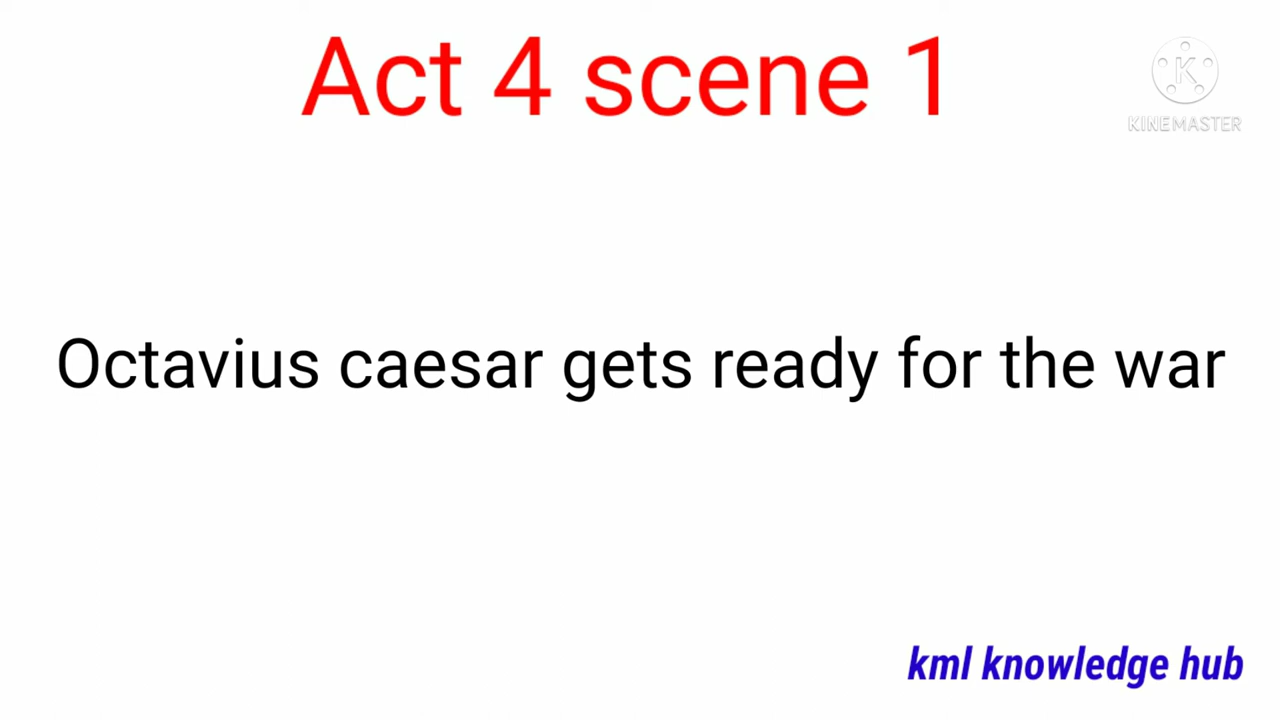 Act 4 scene 1
K
KINEMASTER
Octavius caesar gets ready for the war
kml knowledge hub